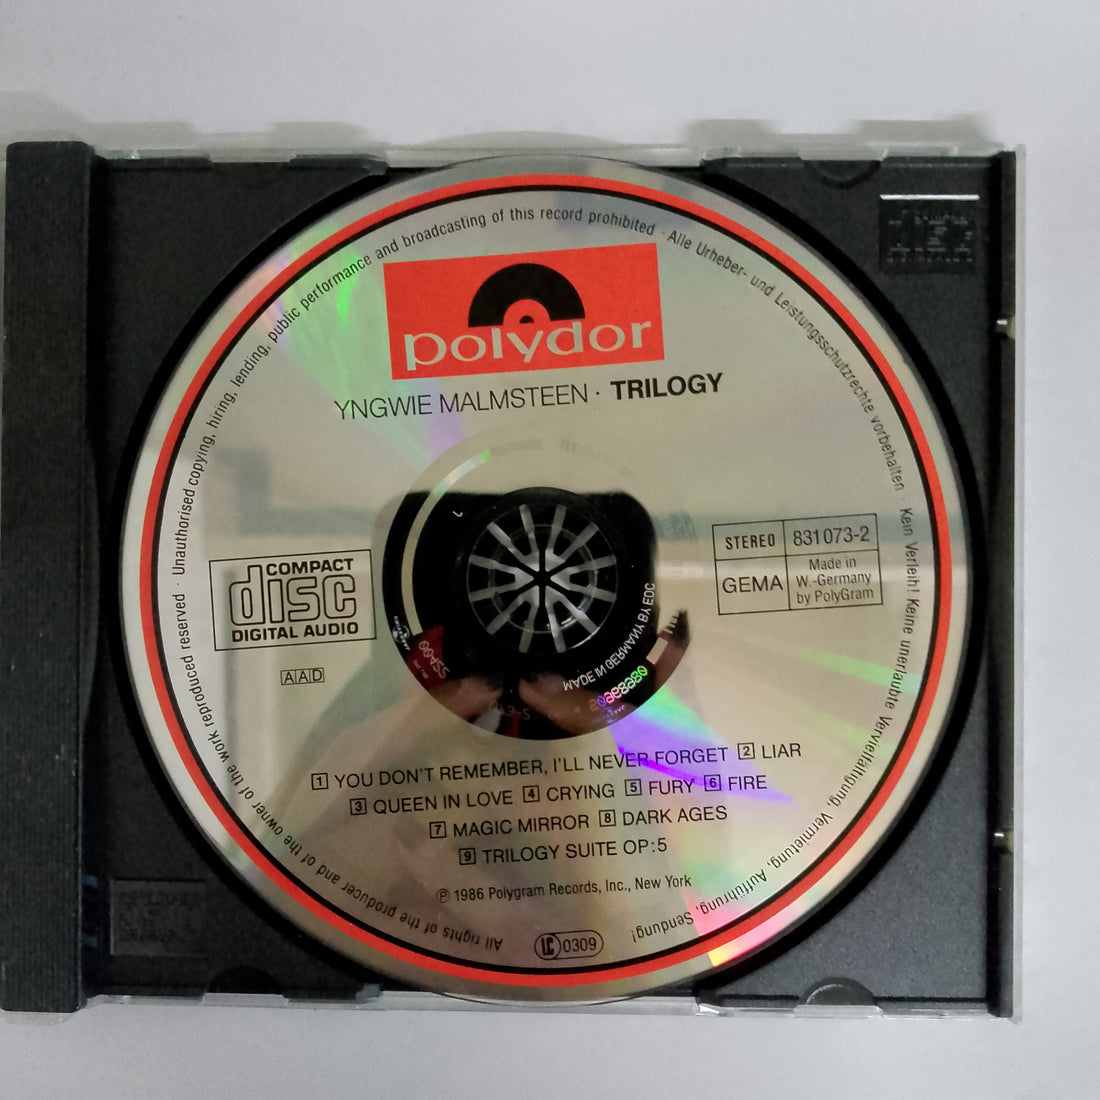 Unauthorised copying, hiring, lending, public performance and broadcasting of this record prohibited · Alle Urheber- und Leistungsschutzrechte vorbehalten · Kein Verleih! Keine unerlaubte Vervielfältigung, Vermietung, Aufführung, Sendung!
All rights of the producer and of the owner of the work reproduced reserved ·
polydor
YNGWIE MALMSTEEN · TRILOGY
COMPACT
disc
DIGITAL AUDIO
AAD
STEREO 831 073-2
GEMA
Made in
W.-Germany
by PolyGram
MADE IN GERMANY BY EDC
1 YOU DON'T REMEMBER, I'LL NEVER FORGET 2 LIAR
3 QUEEN IN LOVE 4 CRYING 5 FURY 6 FIRE
7 MAGIC MIRROR 8 DARK AGES
9 TRILOGY SUITE OP:5
℗ 1986 Polygram Records, Inc., New York
LC 0309